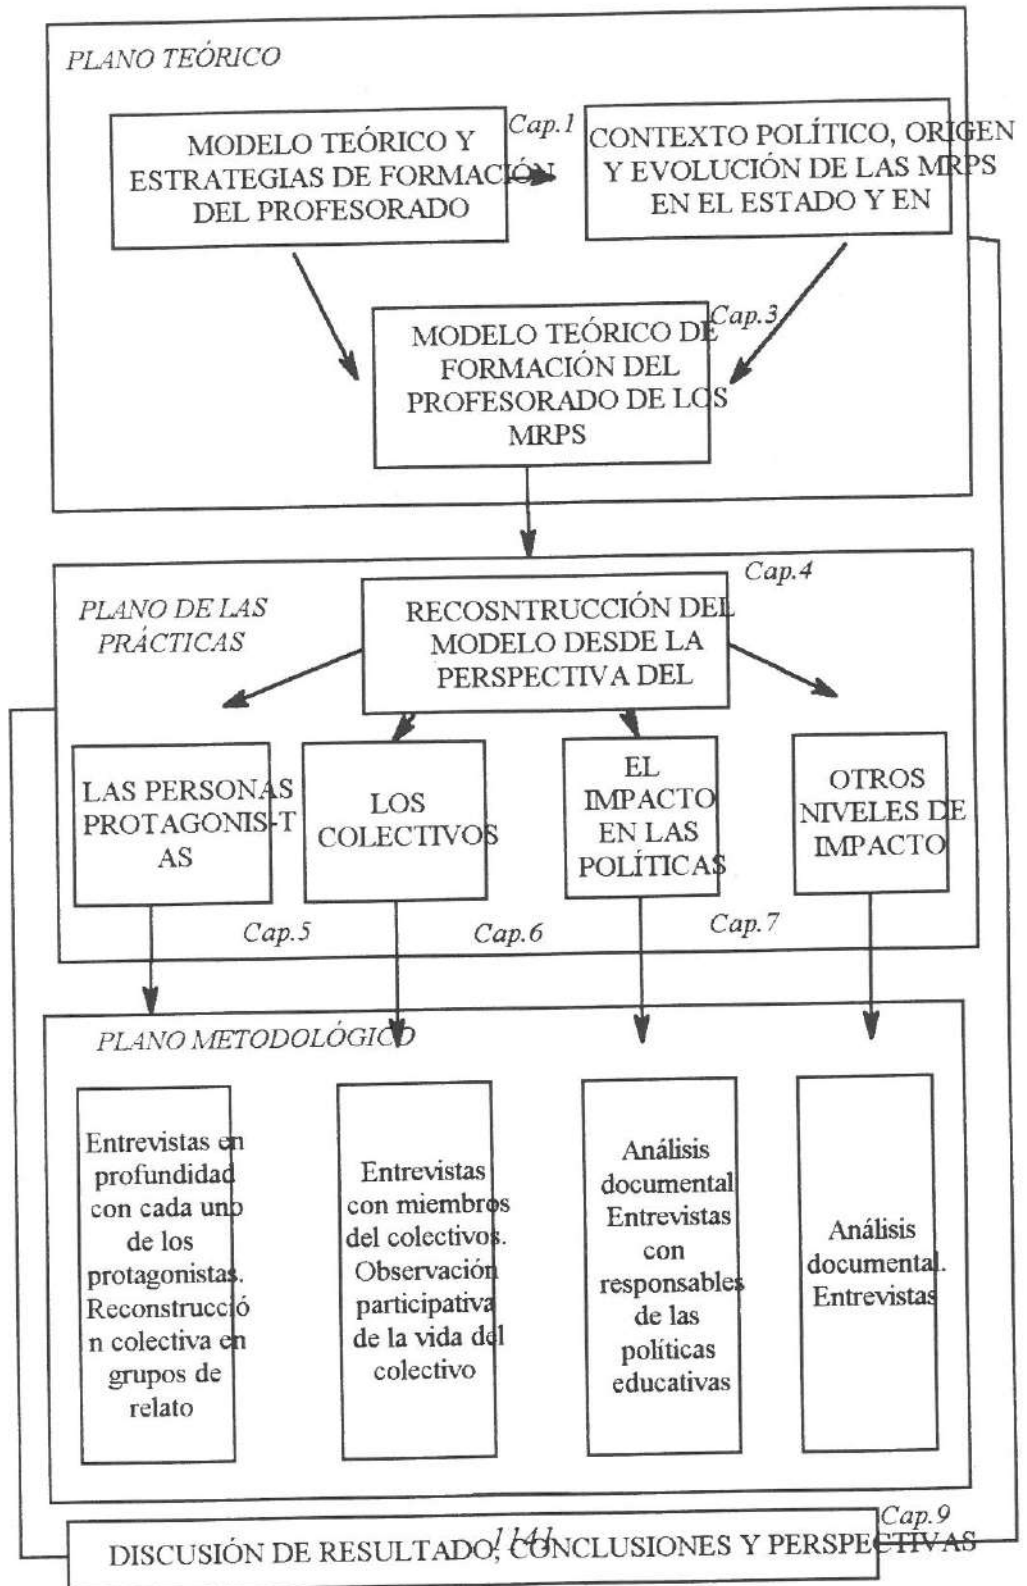 PLANO TEÓRICO
Cap.1
MODELO TEÓRICO Y
ESTRATEGIAS DE FORMACIÓN
DEL PROFESORADO
CONTEXTO POLÍTICO, ORIGEN
Y EVOLUCIÓN DE LAS MRPS
EN EL ESTADO Y EN
Cap.3
MODELO TEÓRICO DE
FORMACIÓN DEL
PROFESORADO DE LOS
MRPS
Cap.4
PLANO DE LAS
PRÁCTICAS
RECOSNTRUCCIÓN DEL
MODELO DESDE LA
PERSPECTIVA DEL
LAS PERSONAS
PROTAGONIS-T
AS
LOS
COLECTIVOS
EL
IMPACTO
EN LAS
POLÍTICAS
OTROS
NIVELES DE
IMPACTO
Cap.5
Cap.6
Cap.7
PLANO METODOLÓGICO
Entrevistas en
profundidad
con cada uno
de los
protagonistas.
Reconstrucció
n colectiva en
grupos de
relato
Entrevistas
con miembros
del colectivos.
Observación
participativa
de la vida del
colectivo
Análisis
documental
Entrevistas
con
responsables
de las
políticas
educativas
Análisis
documental.
Entrevistas
Cap.9
1141
DISCUSIÓN DE RESULTADO, CONCLUSIONES Y PERSPECTIVAS